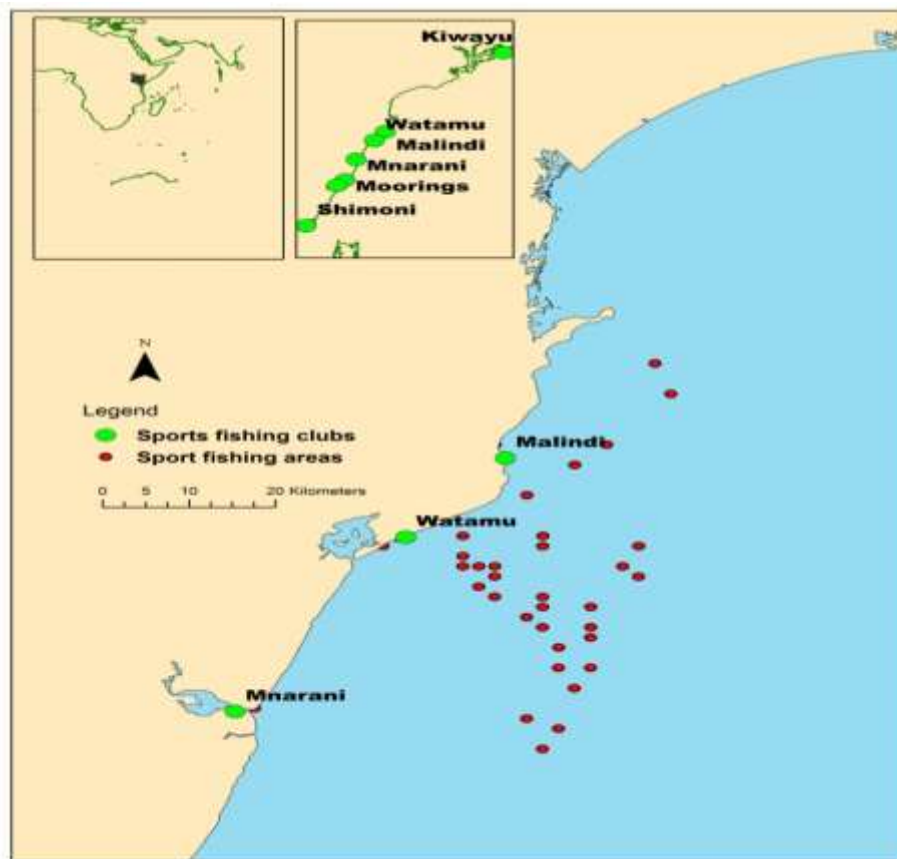 Kiwayu
Watamu
Malindi
Mnarani
Moorings
Shimoni
N
Legend
Sports fishing clubs
Sport fishing areas
0 5 10 20 Kilometers
Malindi
Watamu
Mnarani